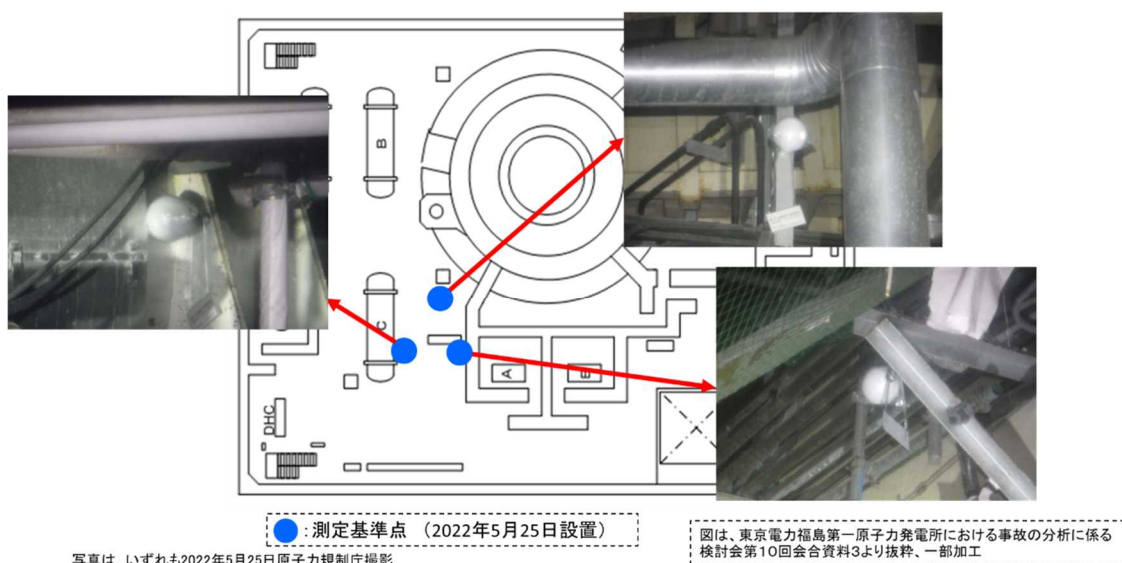 B
C
A
B
DHC
:測定基準点 (2022年5月25日設置)
図は、東京電力福島第一原子力発電所における事故の分析に係る
検討会第10回会合資料3より抜粋、一部加工
写真は、いずれも2022年5月25日原子力規制庁撮影